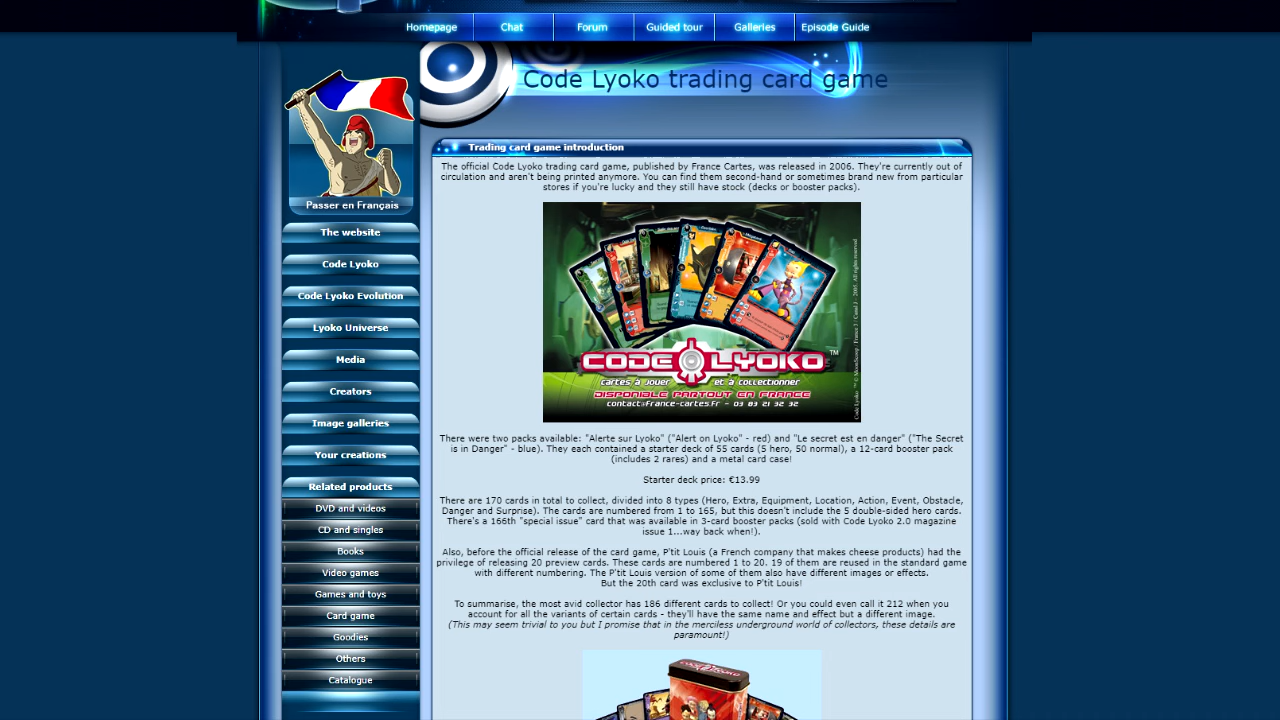 Homepage
Chat
Forum
Guided tour
Galleries
Episode Guide
Code Lyoko trading card game
Passer en Français
The website
Code Lyoko
Code Lyoko Evolution
Lyoko Universe
Media
Creators
Image galleries
Your creations
Related products
DVD and videos
CD and singles
Books
Video games
Games and toys
Card game
Goodies
Others
Catalogue
Trading card game introduction
The official Code Lyoko trading card game, published by France Cartes, was released in 2006. They're currently out of
circulation and aren't being printed anymore. You can find them second-hand or sometimes brand new from particular
stores if you're lucky and they still have stock (decks or booster packs).
CODE LYOKO TM
cartes à jouer et à collectionner
DISPONIBLE PARTOUT EN FRANCE
contact@france-cartes.fr - 03 83 21 32 32
There were two packs available: "Alerte sur Lyoko" ("Alert on Lyoko" - red) and "Le secret est en danger" ("The Secret
is in Danger" - blue). They each contained a starter deck of 55 cards (5 hero, 50 normal), a 12-card booster pack
(includes 2 rares) and a metal card case!
Starter deck price: €13.99
There are 170 cards in total to collect, divided into 8 types (Hero, Extra, Equipment, Location, Action, Event, Obstacle,
Danger and Surprise). The cards are numbered from 1 to 165, but this doesn't include the 5 double-sided hero cards.
There's a 166th "special issue" card that was available in 3-card booster packs (sold with Code Lyoko 2.0 magazine
issue 1...way back when!).
Also, before the official release of the card game, P'tit Louis (a French company that makes cheese products) had the
privilege of releasing 20 preview cards. These cards are numbered 1 to 20. 19 of them are reused in the standard game
with different numbering. The P'tit Louis version of some of them also have different images or effects.
But the 20th card was exclusive to P'tit Louis!
To summarise, the most avid collector has 186 different cards to collect! Or you could even call it 212 when you
account for all the variants of certain cards - they'll have the same name and effect but a different image.
(This may seem trivial to you but I promise that in the merciless underground world of collectors, these details are
paramount!)
CODE LYOKO